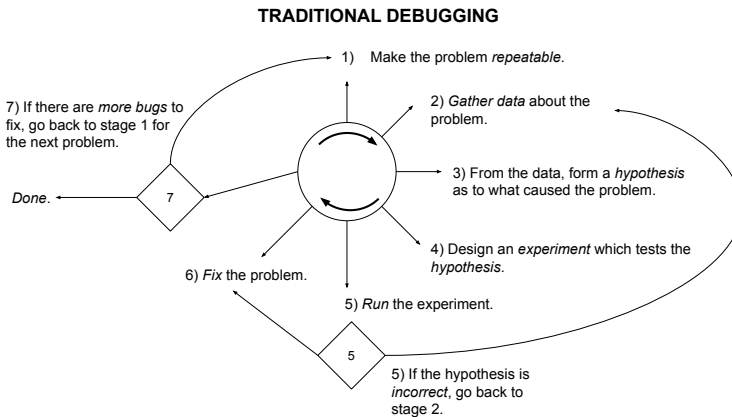 TRADITIONAL DEBUGGING
1) Make the problem repeatable.
2) Gather data about the
problem.
3) From the data, form a hypothesis
as to what caused the problem.
4) Design an experiment which tests the
hypothesis.
5) Run the experiment.
5
5) If the hypothesis is
incorrect, go back to
stage 2.
6) Fix the problem.
7) If there are more bugs to
fix, go back to stage 1 for
the next problem.
7
Done.